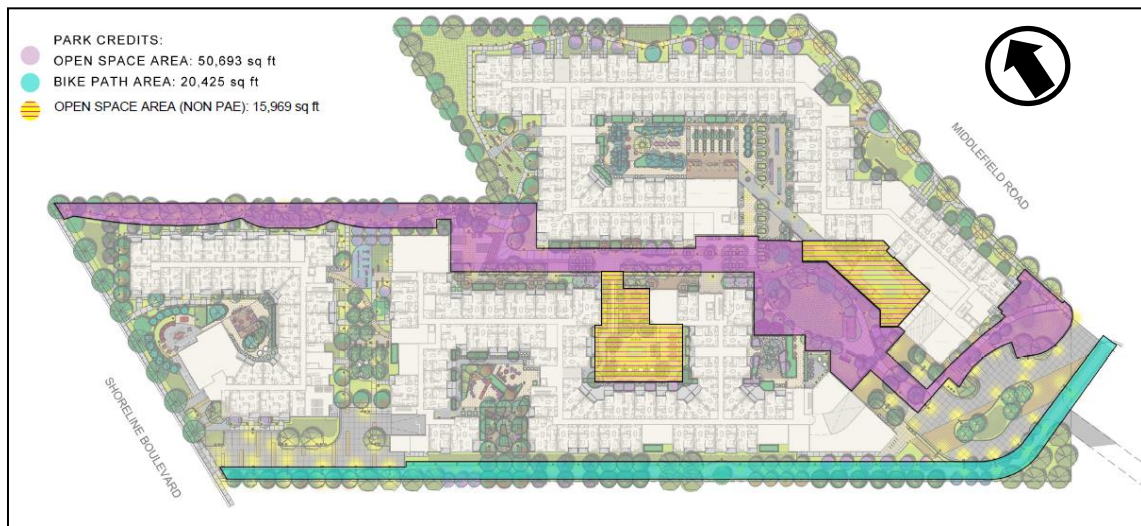 PARK CREDITS:
OPEN SPACE AREA: 50,693 sq ft
BIKE PATH AREA: 20,425 sq ft
OPEN SPACE AREA (NON PAE): 15,969 sq ft
MIDDLEFIELD ROAD
SHORELINE BOULEVARD